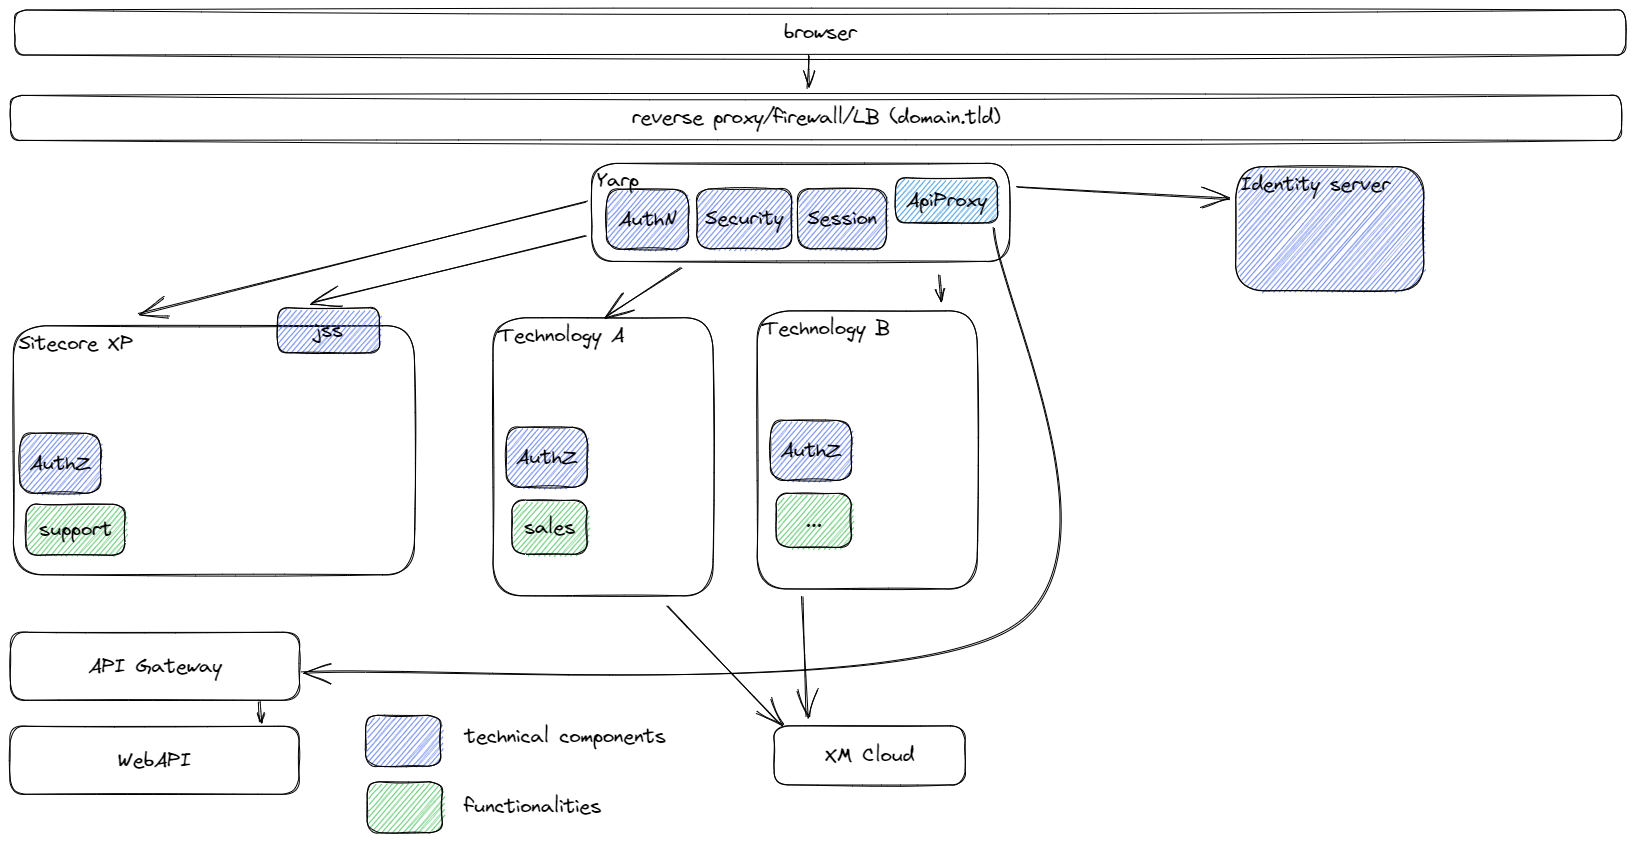 browser
reverse proxy/firewall/LB (domain.tld)
Yarp
AuthN
Security
Session
ApiProxy
Identity server
Sitecore XP
jss
Technology A
Technology B
AuthZ
support
AuthZ
sales
AuthZ
...
API Gateway
WebAPI
technical components
functionalities
XM Cloud